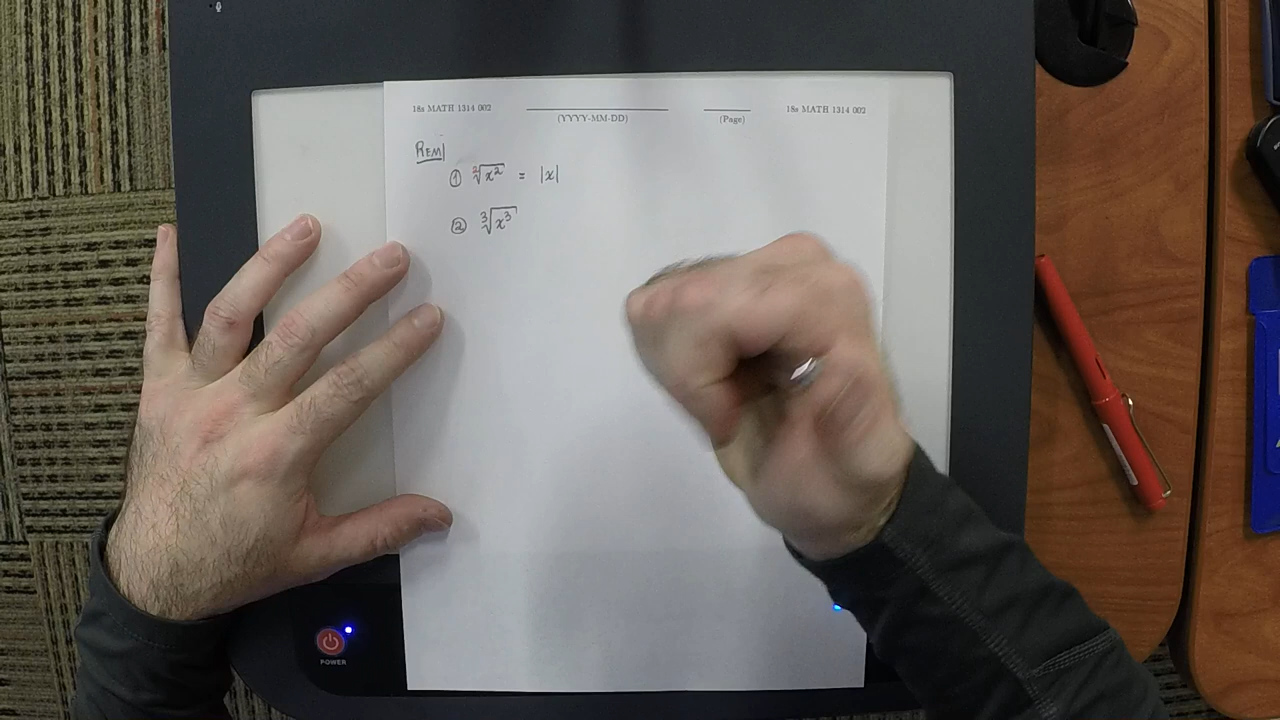 18s MATH 1314 002 (YYYY-MM-DD) (Page) 18s MATH 1314 002
REM
① ²√x² = |x|
② ³√x³
POWER